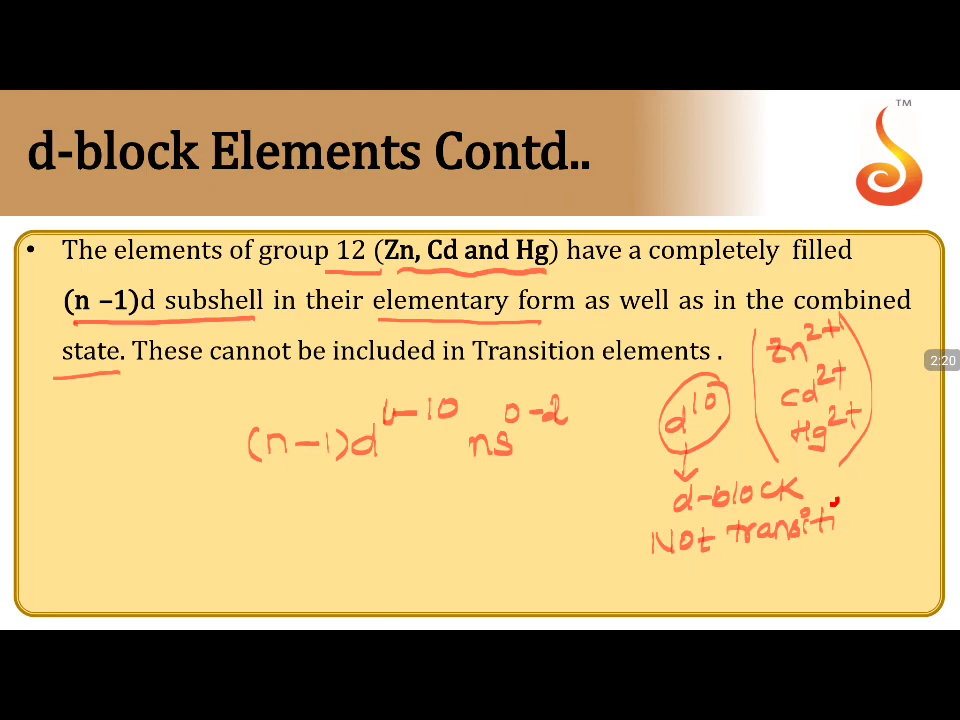 TM
d-block Elements Contd..
• The elements of group 12 (Zn, Cd and Hg) have a completely filled
(n –1)d subshell in their elementary form as well as in the combined
state. These cannot be included in Transition elements .
2:20
Zn²⁺
Cd²⁺
Hg²⁺
(n-1)d¹⁻¹⁰ ns⁰⁻²
d¹⁰
d-block
Not transiti